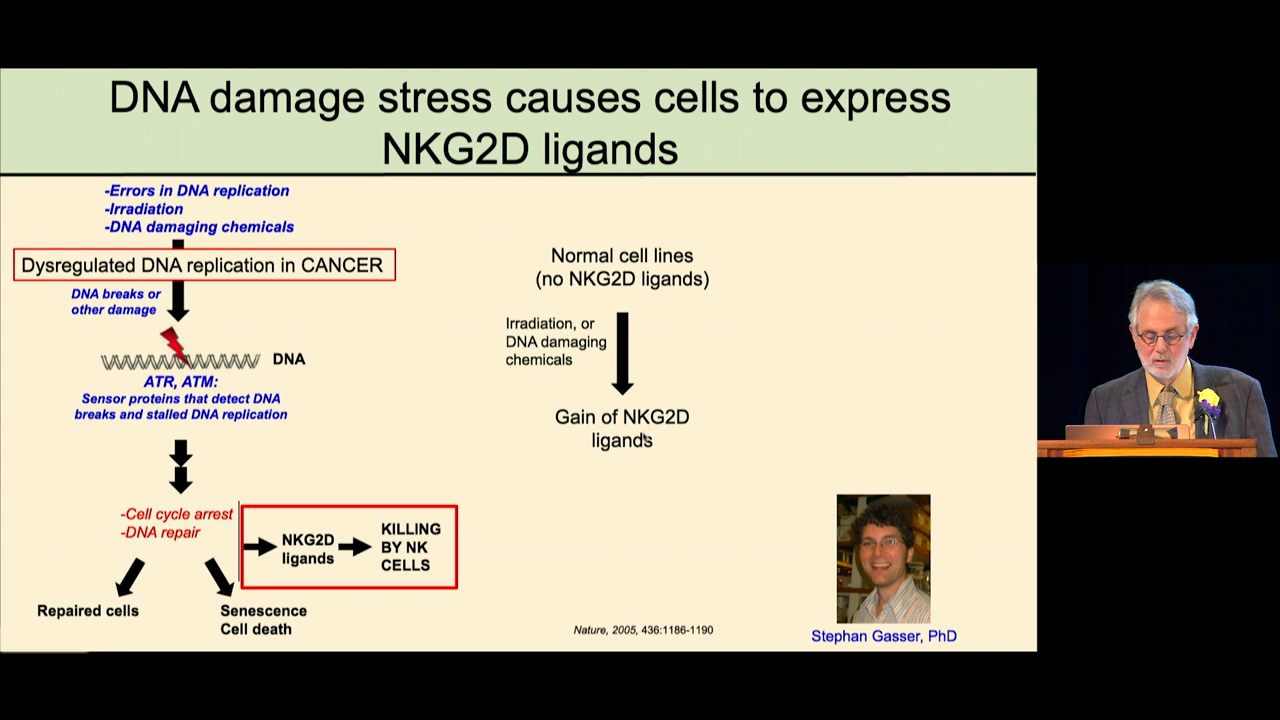 DNA damage stress causes cells to express
NKG2D ligands
-Errors in DNA replication
-Irradiation
-DNA damaging chemicals
Dysregulated DNA replication in CANCER
DNA breaks or
other damage
DNA
ATR, ATM:
Sensor proteins that detect DNA
breaks and stalled DNA replication
-Cell cycle arrest
-DNA repair
NKG2D
ligands
KILLING
BY NK
CELLS
Repaired cells
Senescence
Cell death
Normal cell lines
(no NKG2D ligands)
Irradiation, or
DNA damaging
chemicals
Gain of NKG2D
ligands
Nature, 2005, 436:1186-1190
Stephan Gasser, PhD